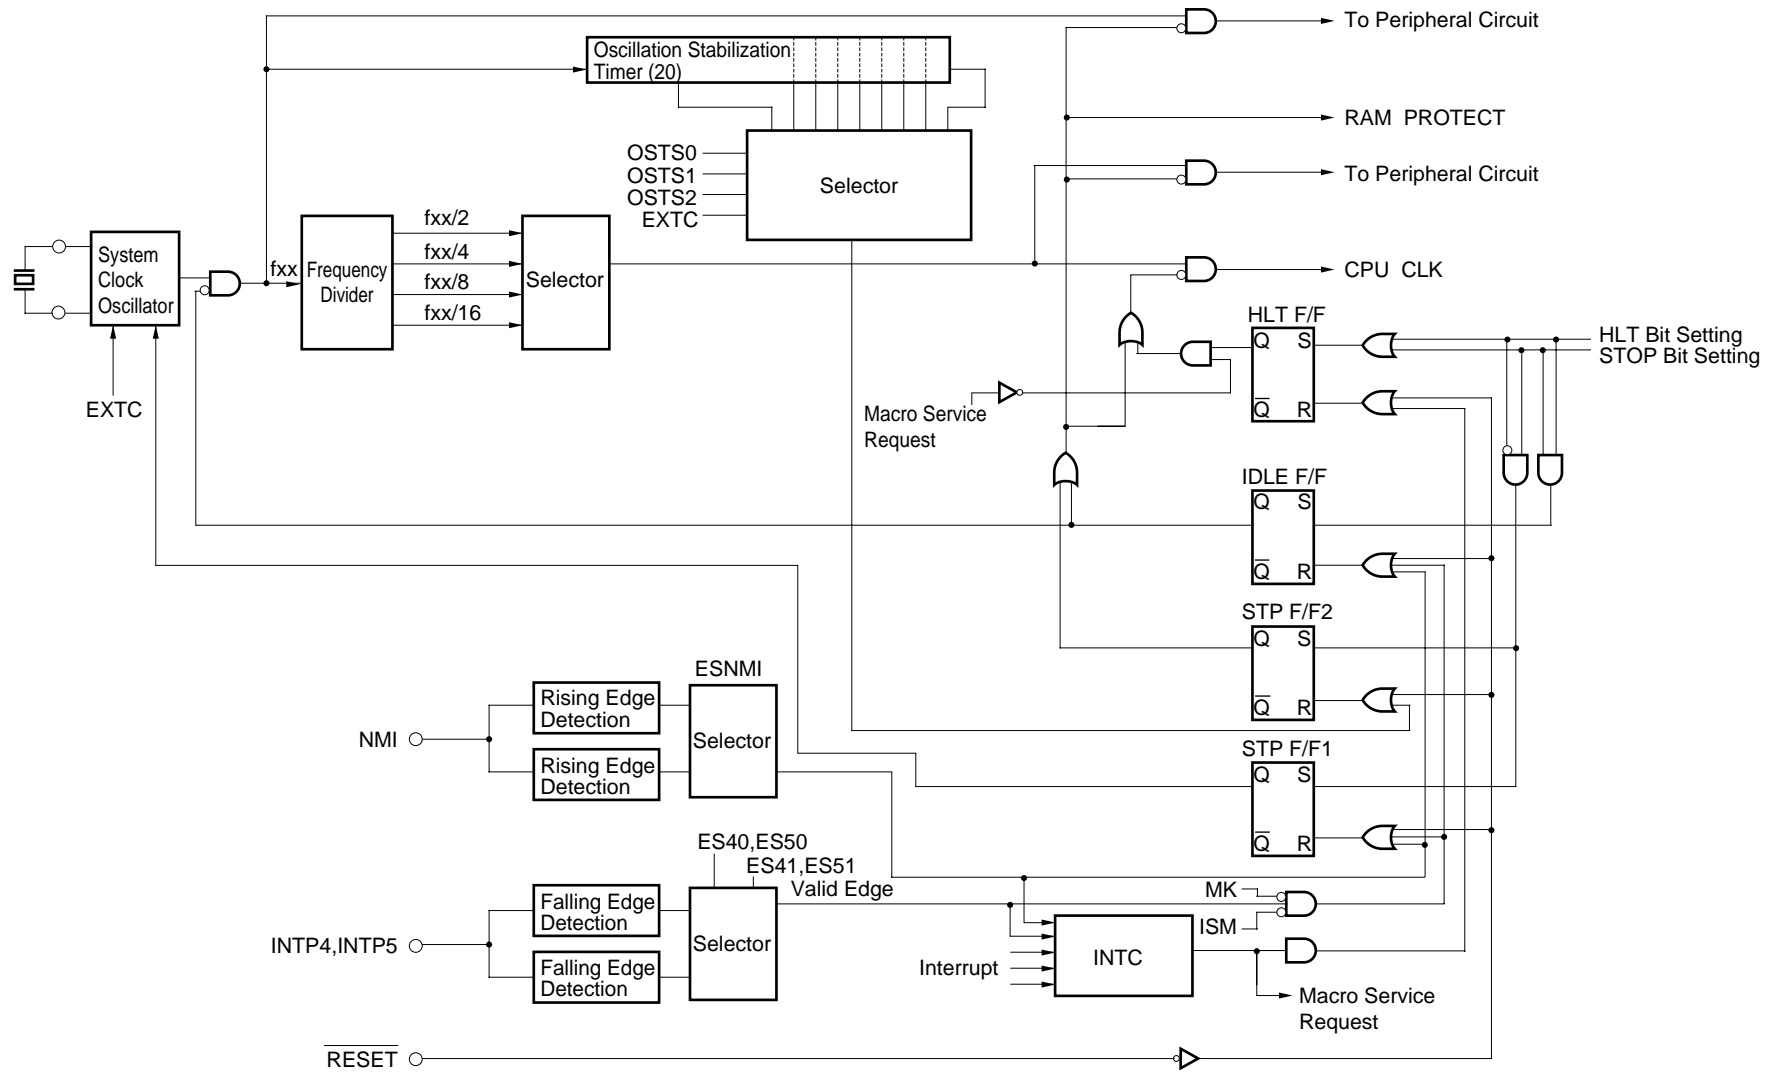 To Peripheral Circuit
Oscillation Stabilization
Timer (20)
RAM PROTECT
OSTS0
OSTS1
OSTS2
EXTC
Selector
To Peripheral Circuit
System
Clock
Oscillator
fxx
Frequency
Divider
fxx/2
fxx/4
fxx/8
fxx/16
Selector
CPU CLK
EXTC
HLT F/F
Q S
Q̅ R
HLT Bit Setting
STOP Bit Setting
Macro Service
Request
IDLE F/F
Q S
Q̅ R
STP F/F2
Q S
Q̅ R
ESNMI
Rising Edge
Detection
NMI
Selector
Rising Edge
Detection
STP F/F1
Q S
Q̅ R
ES40,ES50
ES41,ES51
Valid Edge
Falling Edge
Detection
INTP4,INTP5
Selector
Falling Edge
Detection
MK
ISM
Interrupt
INTC
Macro Service
Request
R̅E̅S̅E̅T̅